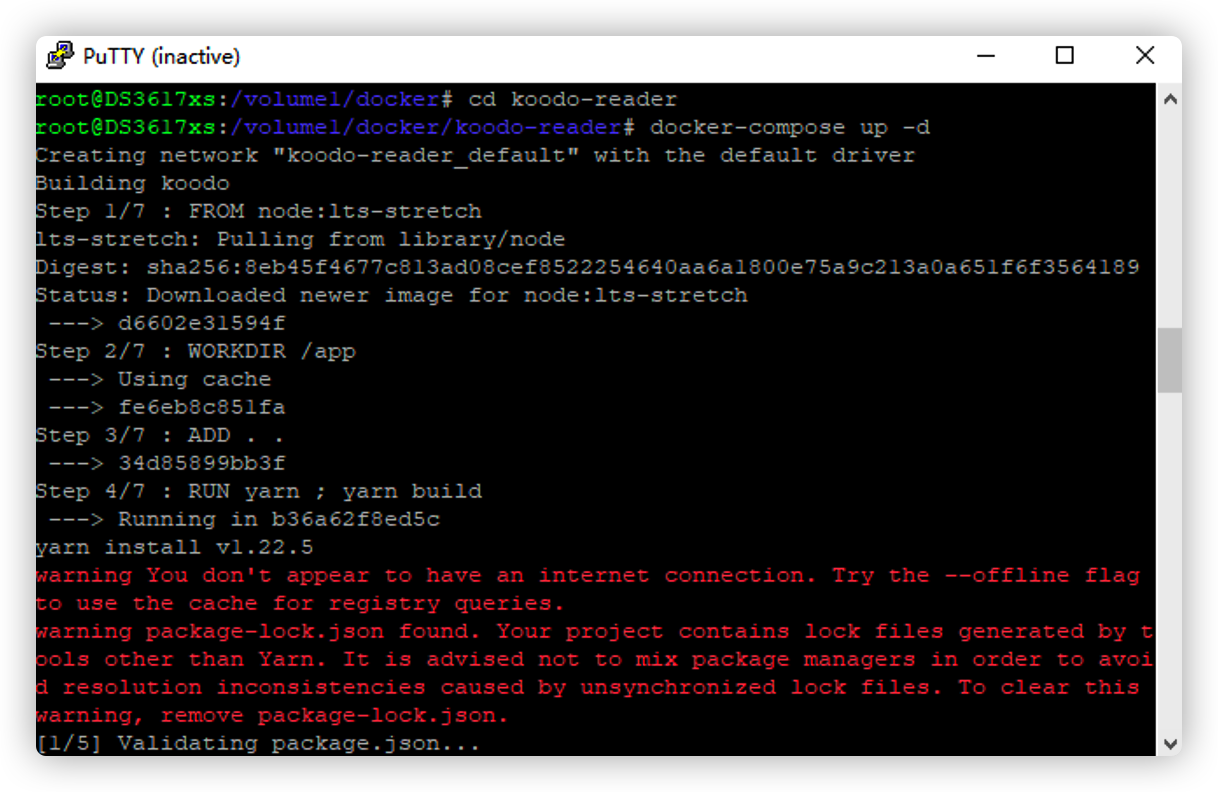 PuTTY (inactive)
root@DS3617xs:/volume1/docker# cd koodo-reader
root@DS3617xs:/volume1/docker/koodo-reader# docker-compose up -d
Creating network "koodo-reader_default" with the default driver
Building koodo
Step 1/7 : FROM node:lts-stretch
lts-stretch: Pulling from library/node
Digest: sha256:8eb45f4677c813ad08cef8522254640aa6a1800e75a9c213a0a651f6f3564189
Status: Downloaded newer image for node:lts-stretch
 ---> d6602e31594f
Step 2/7 : WORKDIR /app
 ---> Using cache
 ---> fe6eb8c851fa
Step 3/7 : ADD . .
 ---> 34d85899bb3f
Step 4/7 : RUN yarn ; yarn build
 ---> Running in b36a62f8ed5c
yarn install v1.22.5
warning You don't appear to have an internet connection. Try the --offline flag
to use the cache for registry queries.
warning package-lock.json found. Your project contains lock files generated by t
ools other than Yarn. It is advised not to mix package managers in order to avoi
d resolution inconsistencies caused by unsynchronized lock files. To clear this
warning, remove package-lock.json.
[1/5] Validating package.json...